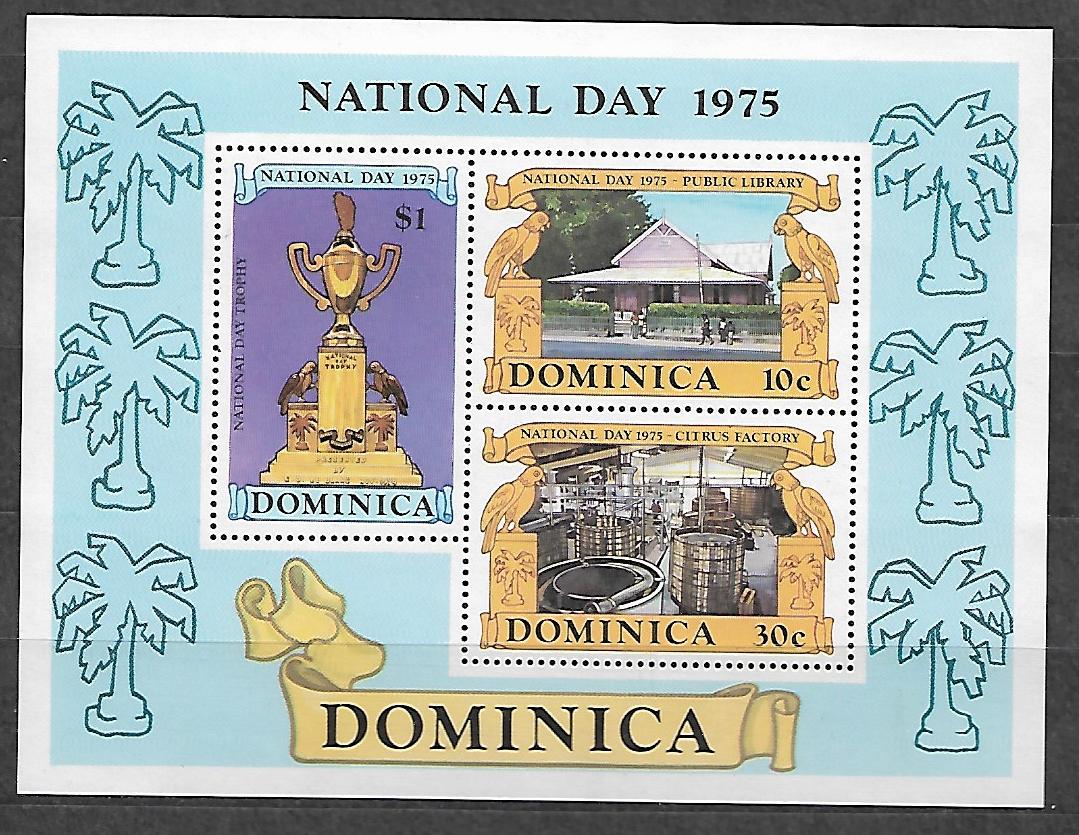 NATIONAL DAY 1975
NATIONAL DAY 1975
$1
NATIONAL DAY TROPHY
NATIONAL
DAY
TROPHY
PRESENTED
BY
DOMINICA
NATIONAL DAY 1975 - PUBLIC LIBRARY
DOMINICA 10c
NATIONAL DAY 1975 - CITRUS FACTORY
DOMINICA 30c
DOMINICA